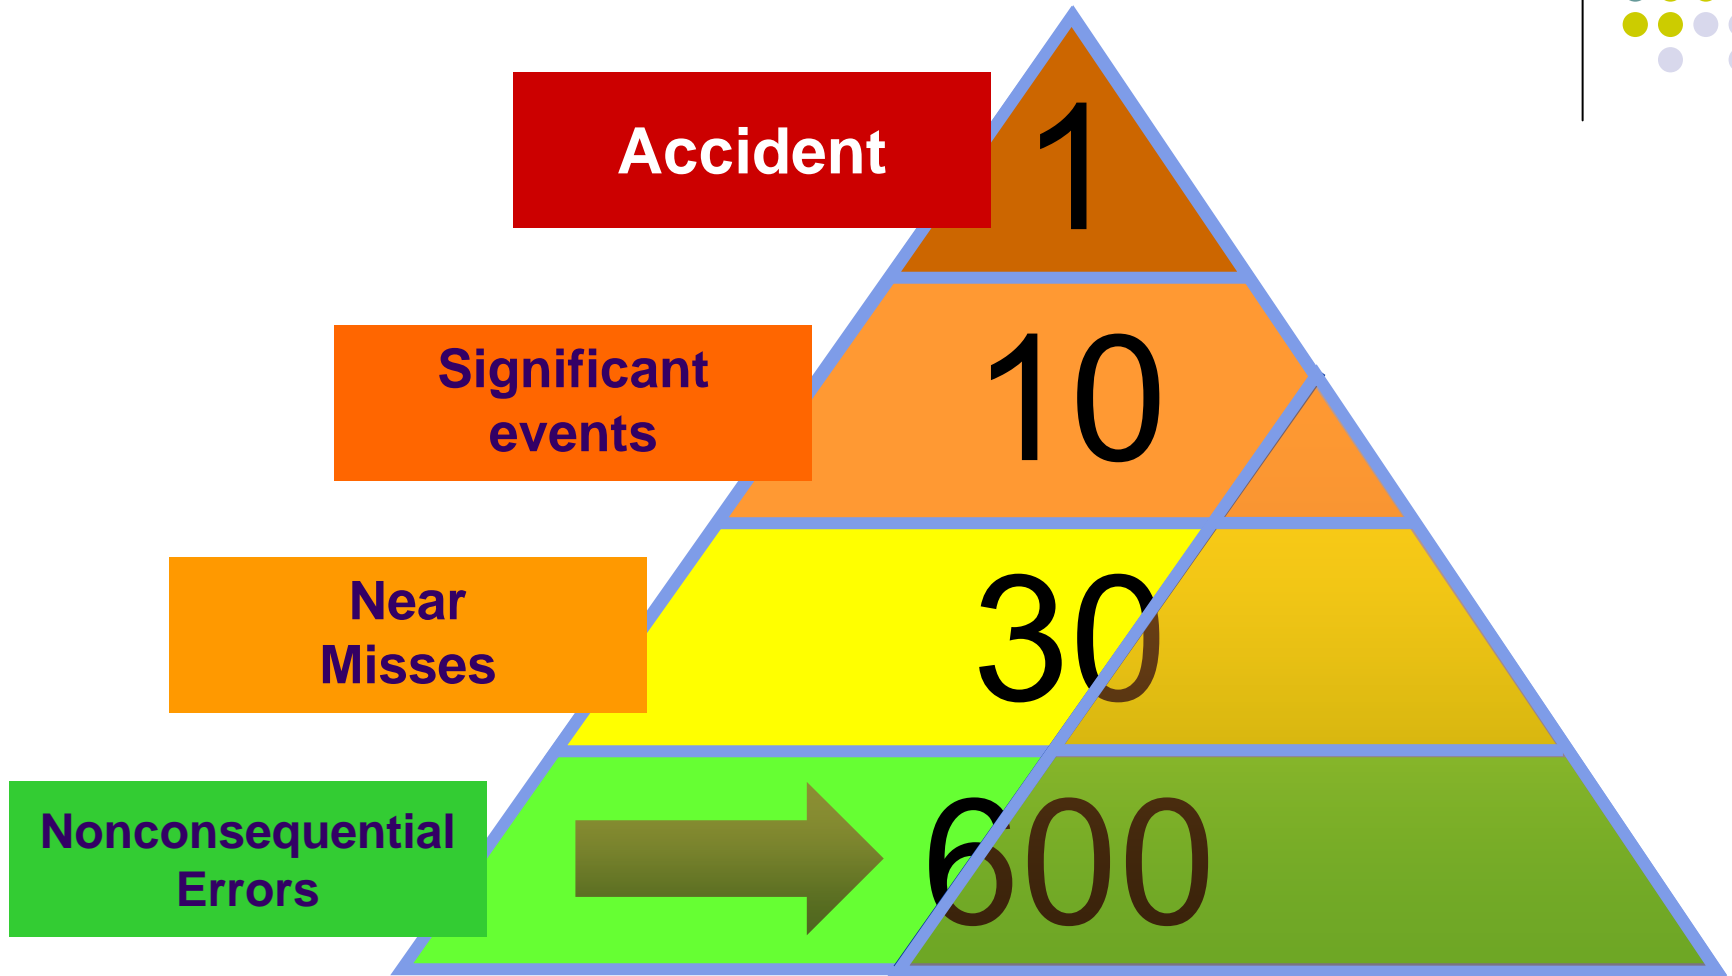 Accident
1
Significant
events
10
Near
Misses
30
Nonconsequential
Errors
600